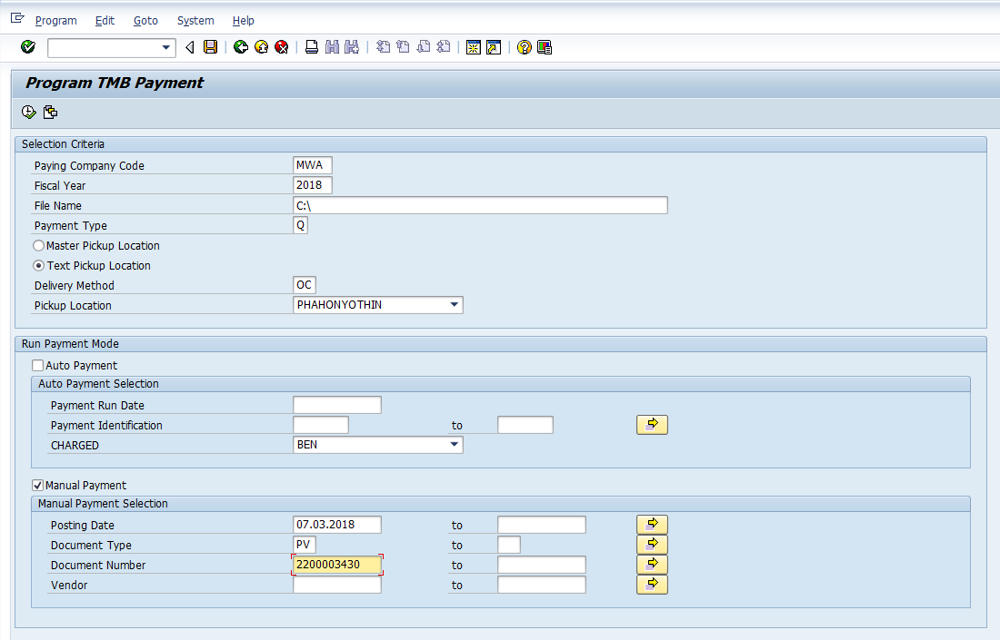 Program Edit Goto System Help
Program TMB Payment
Selection Criteria
Paying Company Code MWA
Fiscal Year 2018
File Name C:\
Payment Type Q
Master Pickup Location
Text Pickup Location
Delivery Method OC
Pickup Location PHAHONYOTHIN
Run Payment Mode
Auto Payment
Auto Payment Selection
Payment Run Date
Payment Identification to
CHARGED BEN
Manual Payment
Manual Payment Selection
Posting Date 07.03.2018 to
Document Type PV to
Document Number 2200003430 to
Vendor to